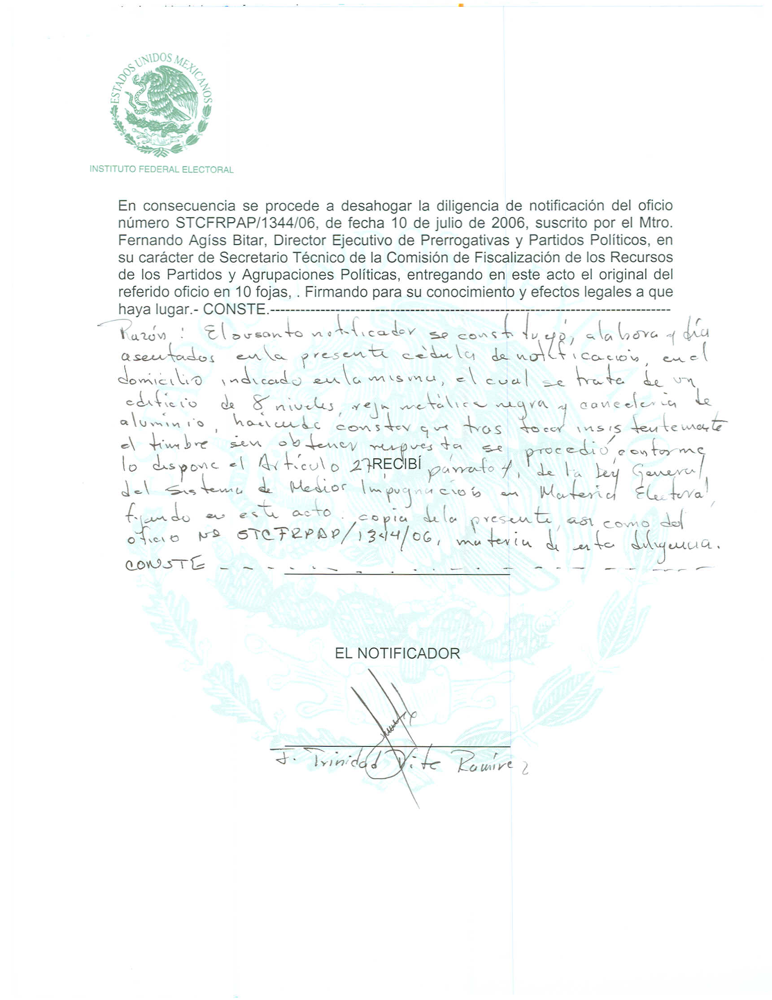 ESTADOS UNIDOS MEXICANOS
INSTITUTO FEDERAL ELECTORAL
En consecuencia se procede a desahogar la diligencia de notificación del oficio
número STCFRPAP/1344/06, de fecha 10 de julio de 2006, suscrito por el Mtro.
Fernando Agíss Bitar, Director Ejecutivo de Prerrogativas y Partidos Políticos, en
su carácter de Secretario Técnico de la Comisión de Fiscalización de los Recursos
de los Partidos y Agrupaciones Políticas, entregando en este acto el original del
referido oficio en 10 fojas, . Firmando para su conocimiento y efectos legales a que
haya lugar.- CONSTE.--------------------------------------------------------------------------------
Razón: El notificador se constituyó, a la hora y día
asentados en la presente cédula de notificación, en el
domicilio indicado en la misma, el cual se trata de un
edificio de 8 niveles, reja metálica negra y cancelería de
aluminio, haciendo constar que tras tocar insistentemente
el timbre sin obtener respuesta se procedió, conforme
lo dispone el Artículo 27 párrafo 4, de la Ley General
RECIBÍ
del Sistema de Medios Impugnación en Materia Electoral,
fijando en este acto copia de la presente, así como del
oficio Nº STCFRPAP/1344/06, materia de esta diligencia.
CONSTE - - - - - - - - - - - - - - - - - - - -
EL NOTIFICADOR
J. Trinidad Vite Ramírez